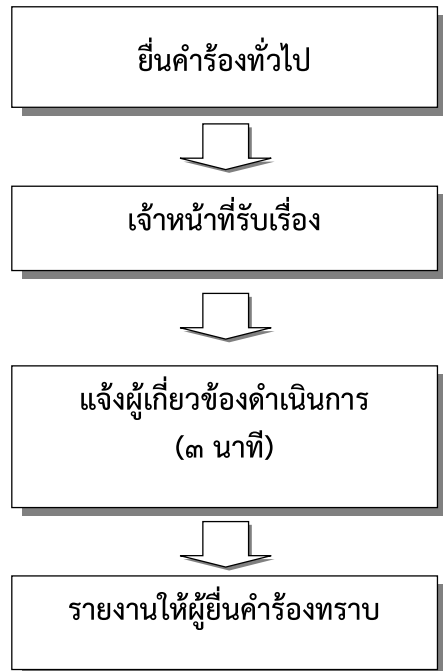 ยื่นคำร้องทั่วไป
เจ้าหน้าที่รับเรื่อง
แจ้งผู้เกี่ยวข้องดำเนินการ
(๓ นาที)
รายงานให้ผู้ยื่นคำร้องทราบ